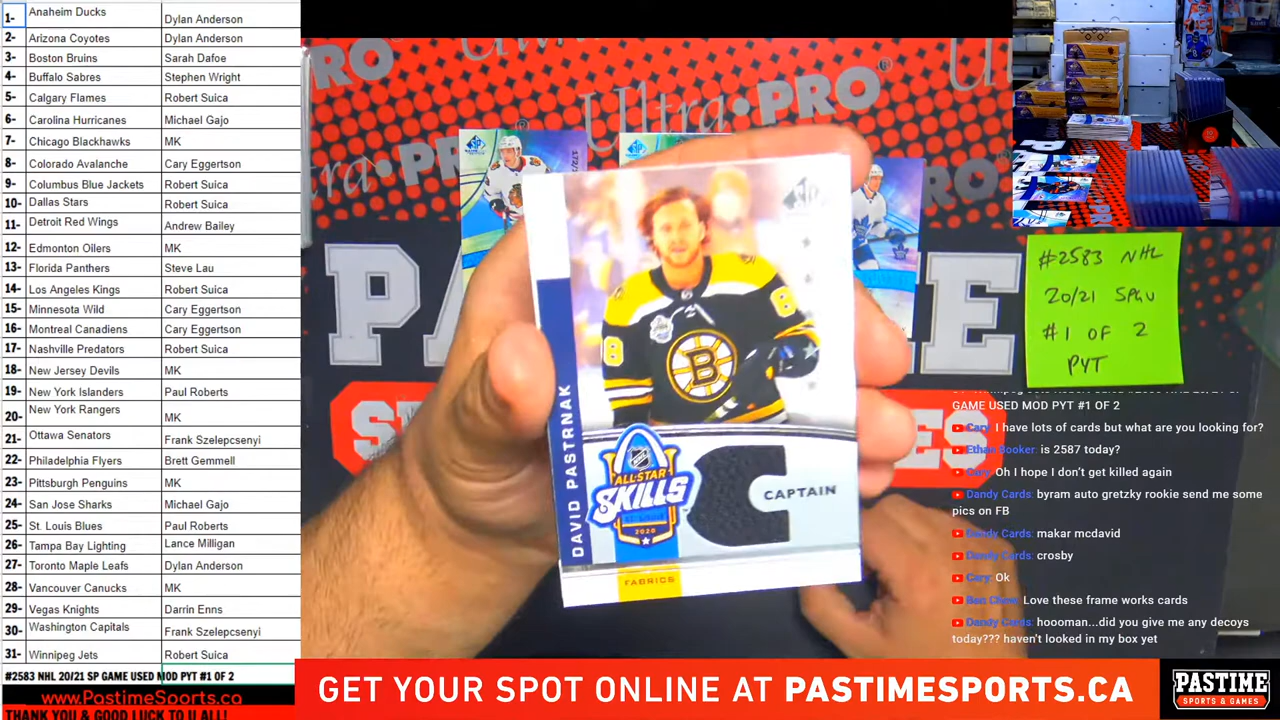 1- Anaheim Ducks Dylan Anderson
2- Arizona Coyotes Dylan Anderson
3- Boston Bruins Sarah Dafoe
4- Buffalo Sabres Stephen Wright
5- Calgary Flames Robert Suica
6- Carolina Hurricanes Michael Gajo
7- Chicago Blackhawks MK
8- Colorado Avalanche Cary Eggertson
9- Columbus Blue Jackets Robert Suica
10- Dallas Stars Robert Suica
11- Detroit Red Wings Andrew Bailey
12- Edmonton Oilers MK
13- Florida Panthers Steve Lau
14- Los Angeles Kings Robert Suica
15- Minnesota Wild Cary Eggertson
16- Montreal Canadiens Cary Eggertson
17- Nashville Predators Robert Suica
18- New Jersey Devils MK
19- New York Islanders Paul Roberts
20- New York Rangers MK
21- Ottawa Senators Frank Szelepcsenyi
22- Philadelphia Flyers Brett Gemmell
23- Pittsburgh Penguins MK
24- San Jose Sharks Michael Gajo
25- St. Louis Blues Paul Roberts
26- Tampa Bay Lighting Lance Milligan
27- Toronto Maple Leafs Dylan Anderson
28- Vancouver Canucks MK
29- Vegas Knights Darrin Enns
30- Washington Capitals Frank Szelepcsenyi
31- Winnipeg Jets Robert Suica
#2583 NHL 20/21 SP GAME USED MOD PYT #1 OF 2
www.PastimeSports.ca
THANK YOU & GOOD LUCK TO U ALL!
Ultra·PRO
DAVID PASTRNAK
B
ALL-STAR
SKILLS
2020
CAPTAIN
FABRICS
#2583 NHL
20/21 SPGU
#1 OF 2
PYT
GAME USED MOD PYT #1 OF 2
Cary: I have lots of cards but what are you looking for?
Ethan Booker: is 2587 today?
Cary: Oh I hope I don't get killed again
Dandy Cards: byram auto gretzky rookie send me some
pics on FB
Dandy Cards: makar mcdavid
Dandy Cards: crosby
Cary: Ok
Love these frame works cards
Dandy Cards: hoooman...did you give me any decoys
today??? haven't looked in my box yet
GET YOUR SPOT ONLINE AT PASTIMESPORTS.CA
PASTIME
SPORTS & GAMES